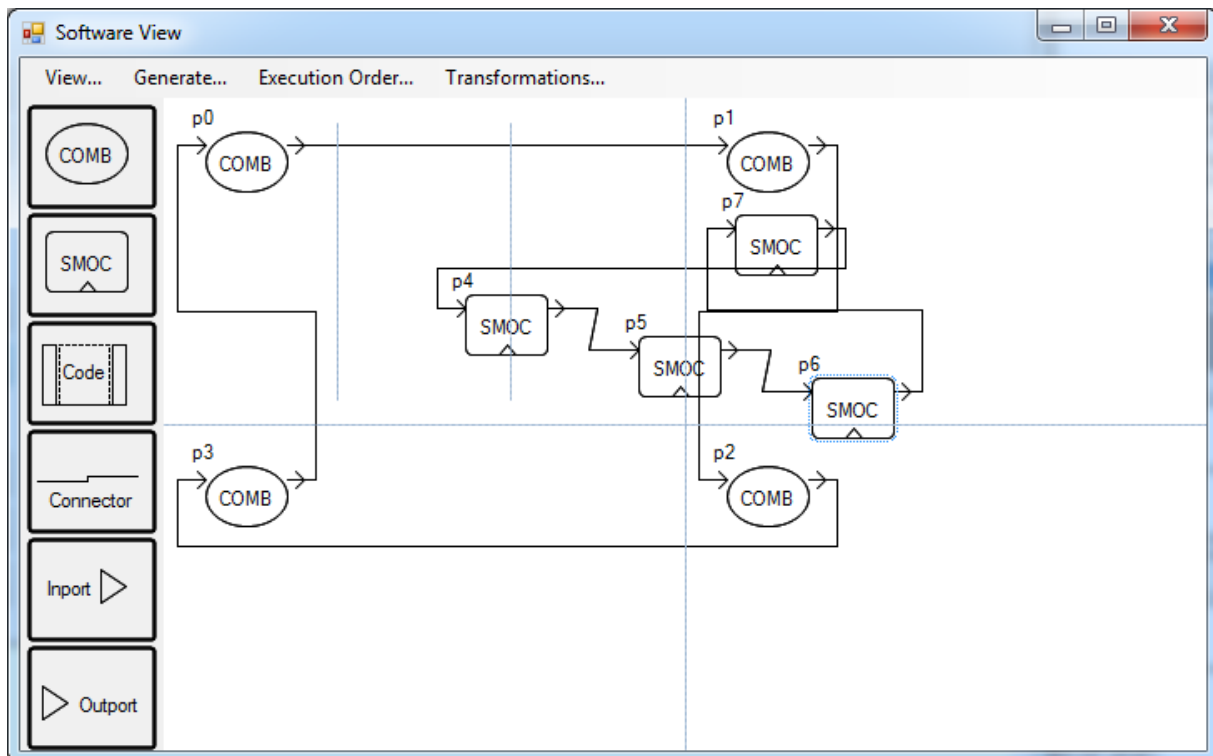 Software View
View... Generate... Execution Order... Transformations...
COMB
SMOC
Code
Connector
Inport
Outport
p0
COMB
p1
COMB
p7
SMOC
p4
SMOC
p5
SMOC
p6
SMOC
p3
COMB
p2
COMB